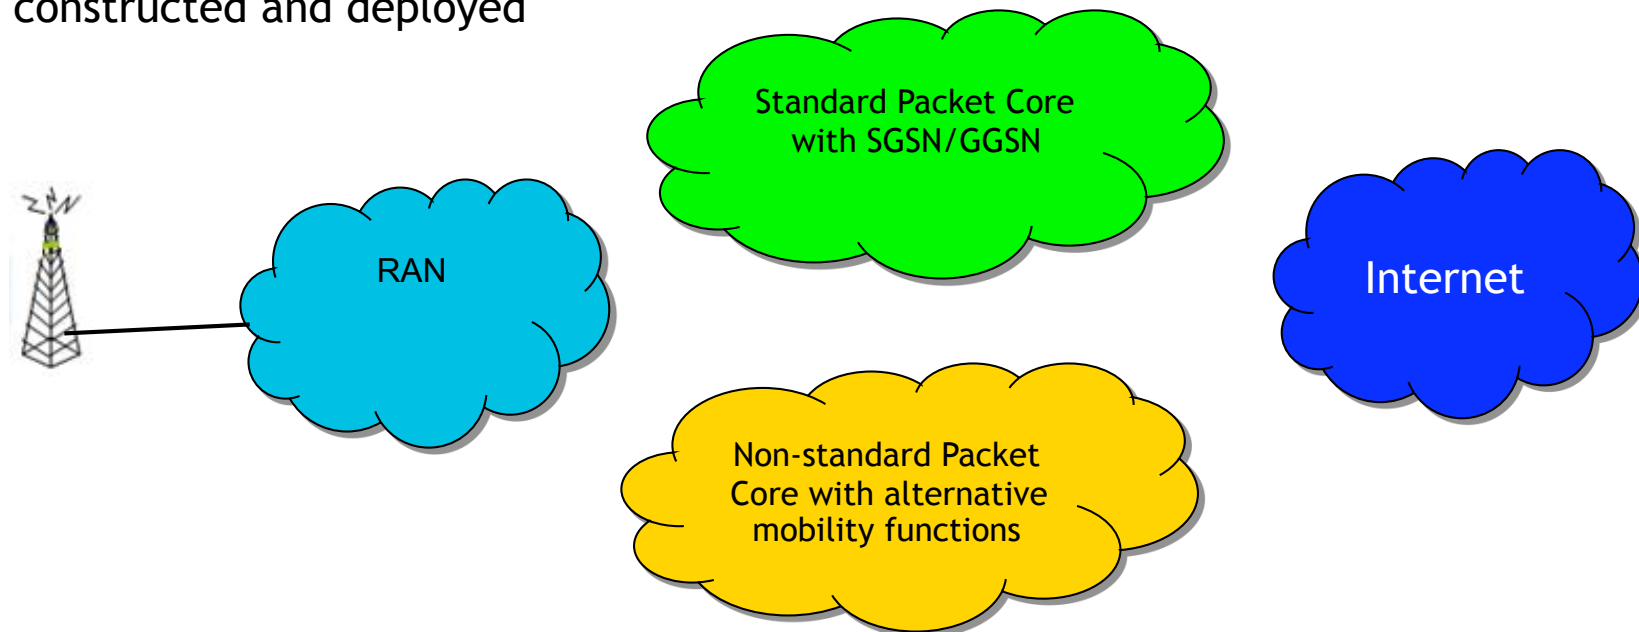 constructed and deployed
Standard Packet Core
with SGSN/GGSN
RAN
Internet
Non-standard Packet
Core with alternative
mobility functions